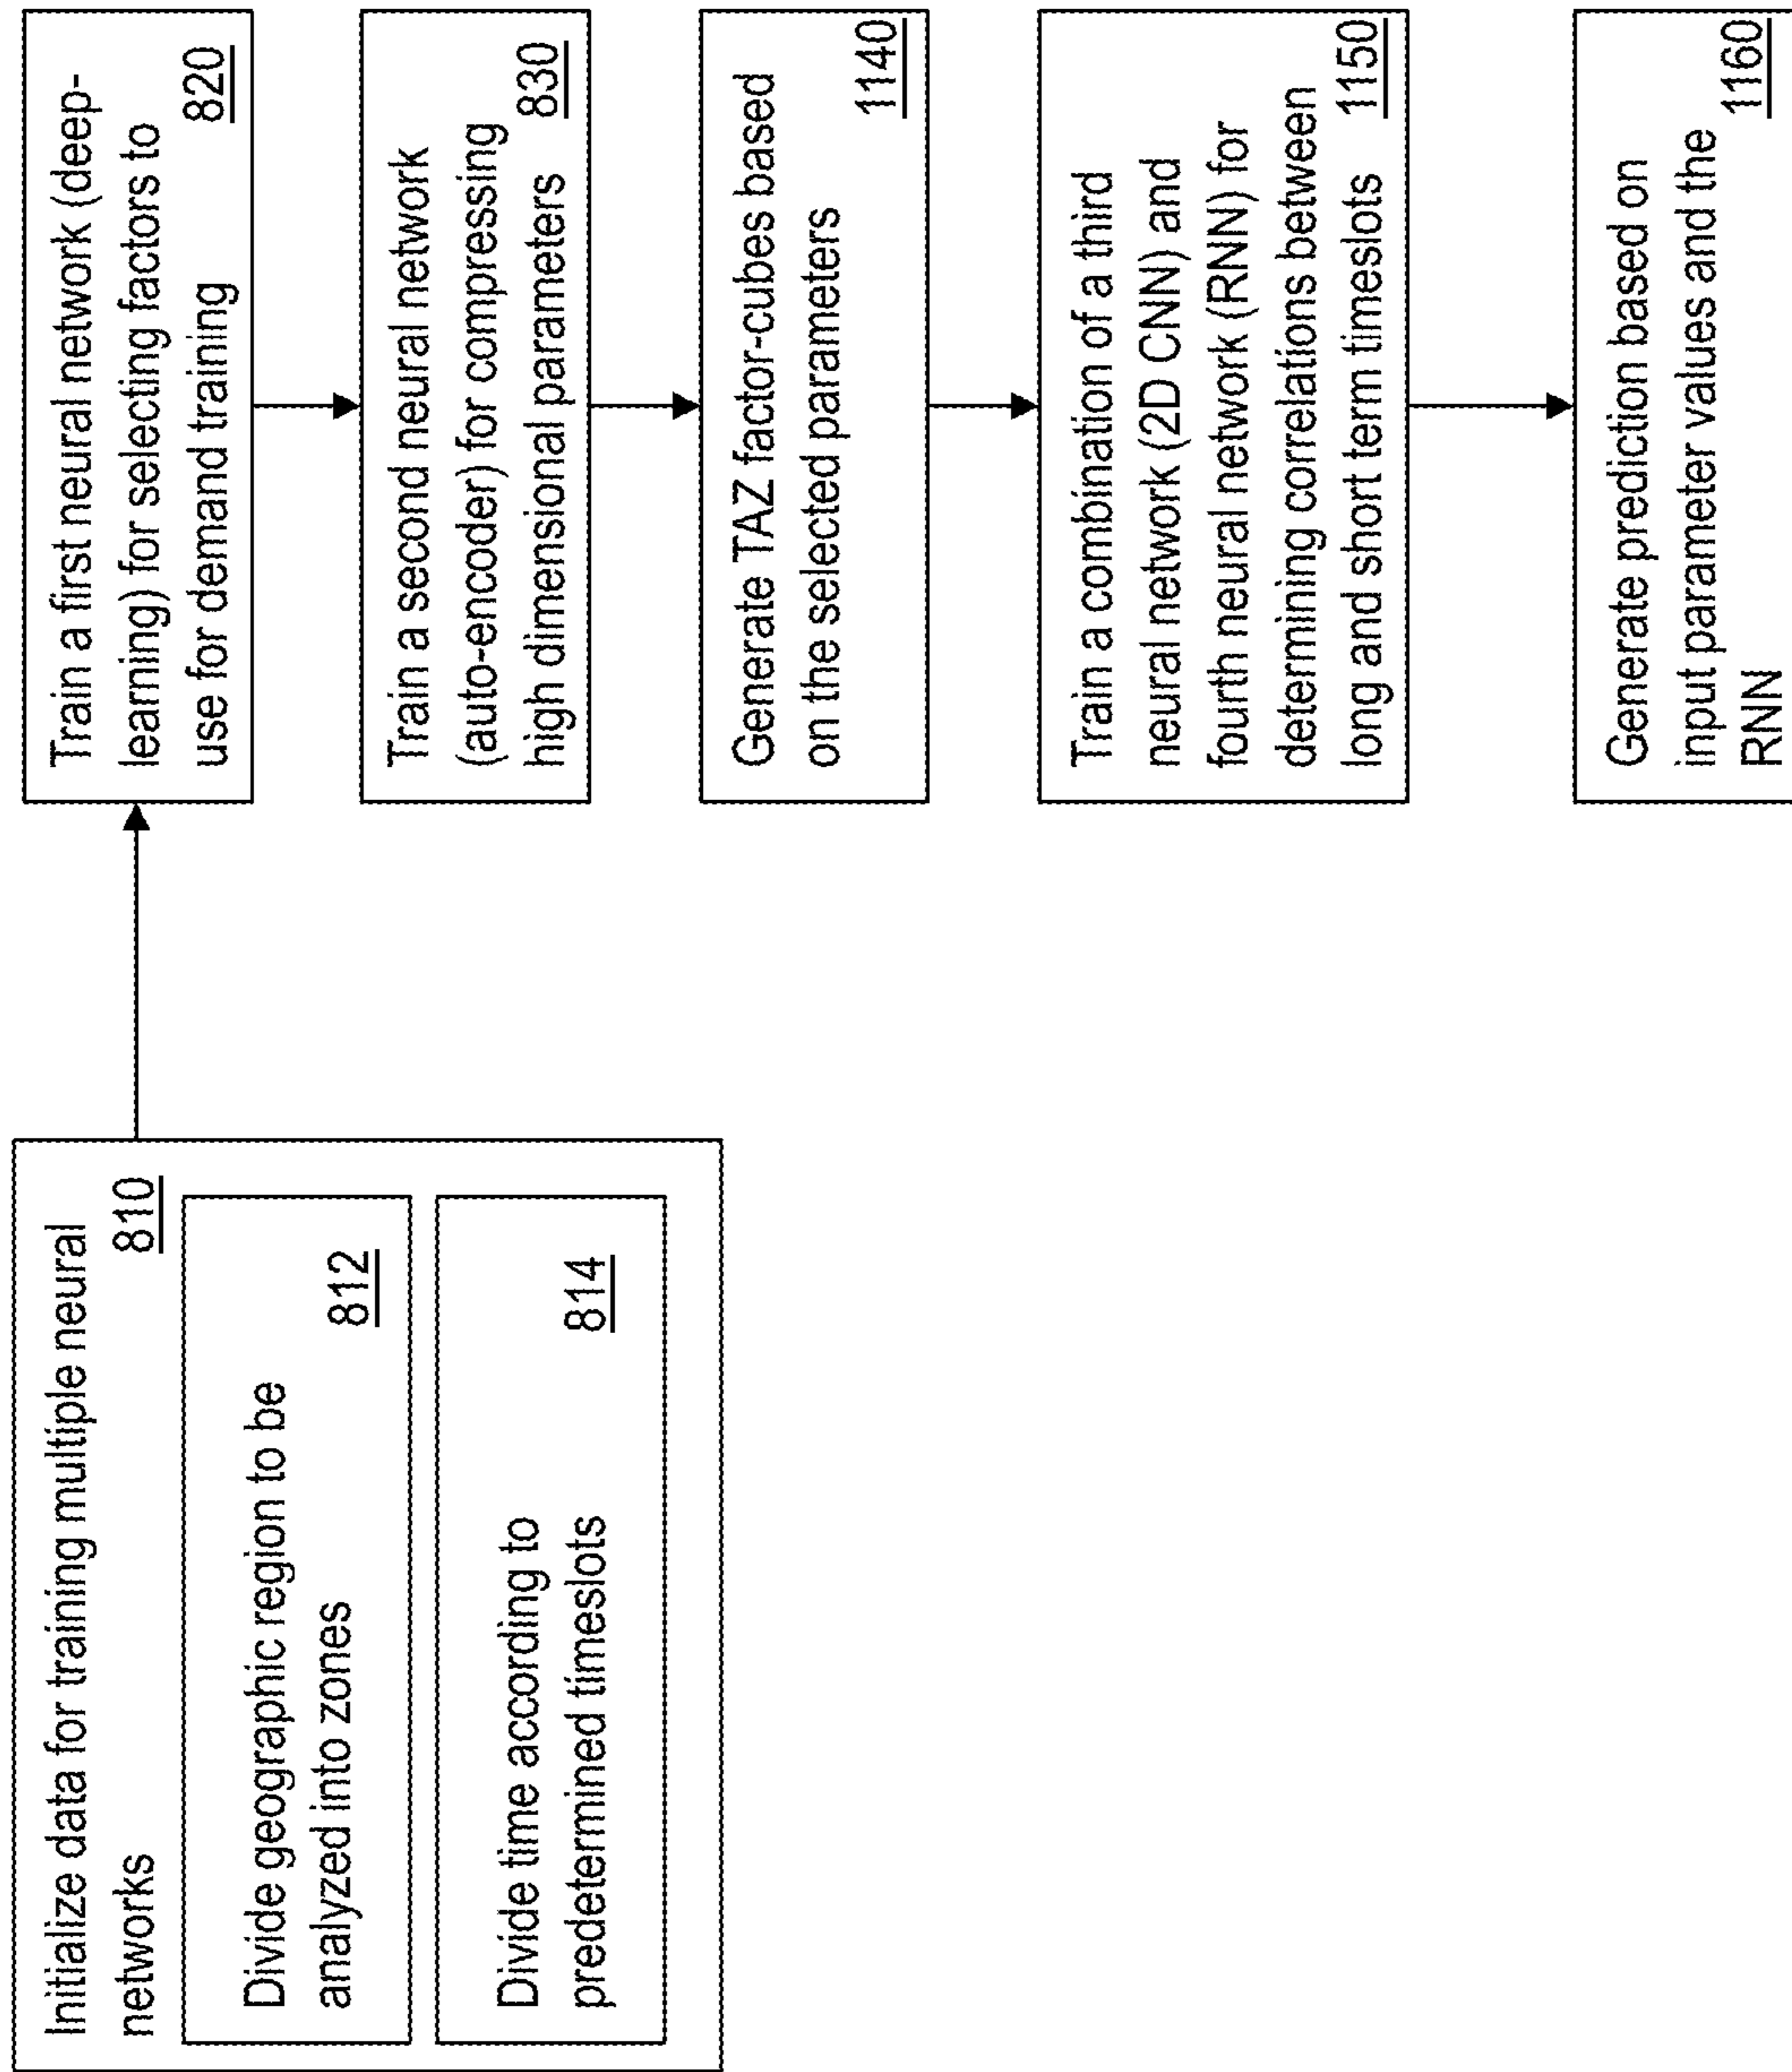 Initialize data for training multiple neural
networks
810
Divide geographic region to be
analyzed into zones
812
Divide time according to
predetermined timeslots
814
Train a first neural network (deep-
learning) for selecting factors to
use for demand training
820
Train a second neural network
(auto-encoder) for compressing
high dimensional parameters
830
Generate TAZ factor-cubes based
on the selected parameters
1140
Train a combination of a third
neural network (2D CNN) and
fourth neural network (RNN) for
determining correlations between
long and short term timeslots
1150
Generate prediction based on
input parameter values and the
RNN
1160